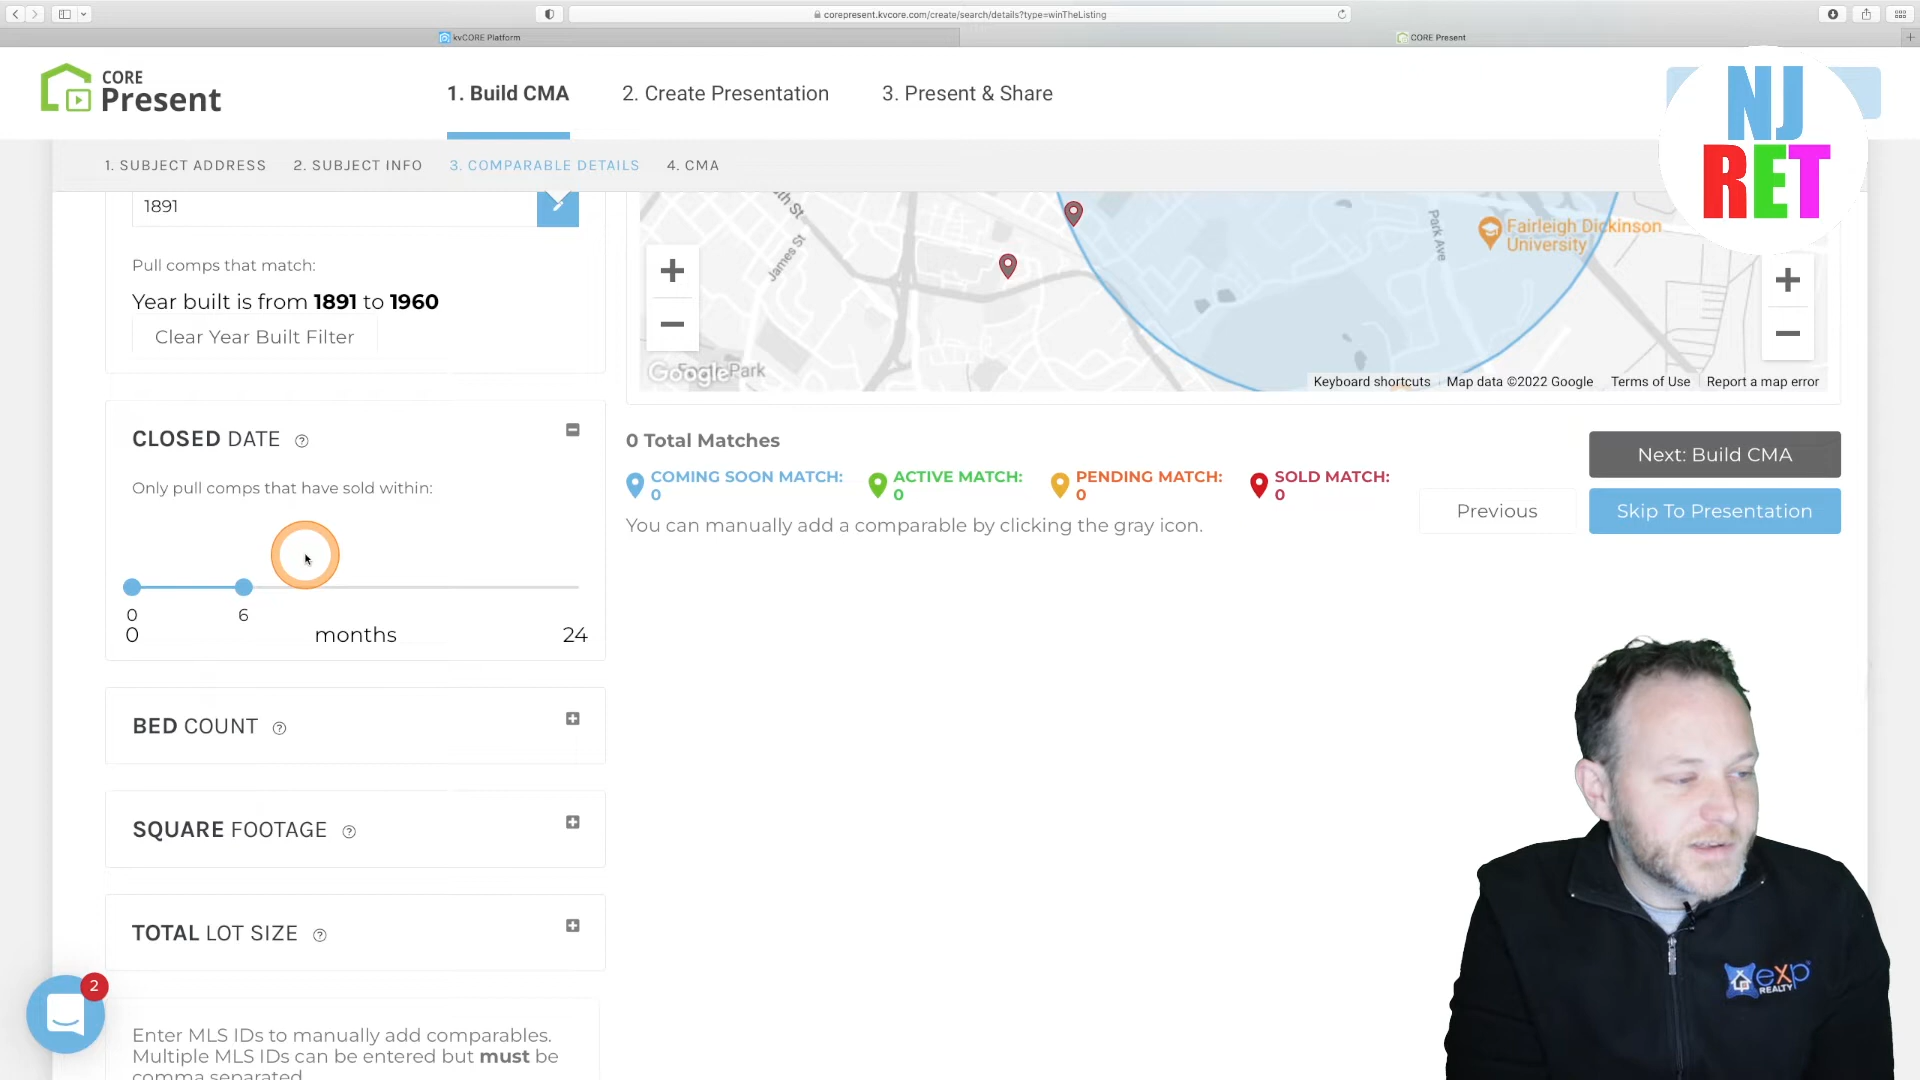 corepresent.kvcore.com/create/search/details?type=winTheListing
kvCORE Platform
CORE Present
CORE
Present
1. Build CMA
2. Create Presentation
3. Present & Share
NJ
RET
1. SUBJECT ADDRESS
2. SUBJECT INFO
3. COMPARABLE DETAILS
4. CMA
1891
Pull comps that match:
Year built is from 1891 to 1960
Clear Year Built Filter
James St
Park Ave
Fairleigh Dickinson
University
Google
Park
Keyboard shortcuts
Map data ©2022 Google
Terms of Use
Report a map error
CLOSED DATE
Only pull comps that have sold within:
0
6
0
months
24
0 Total Matches
COMING SOON MATCH:
0
ACTIVE MATCH:
0
PENDING MATCH:
0
SOLD MATCH:
0
You can manually add a comparable by clicking the gray icon.
Next: Build CMA
Previous
Skip To Presentation
BED COUNT
SQUARE FOOTAGE
TOTAL LOT SIZE
2
Enter MLS IDs to manually add comparables.
Multiple MLS IDs can be entered but must be
comma separated
eXp
REALTY